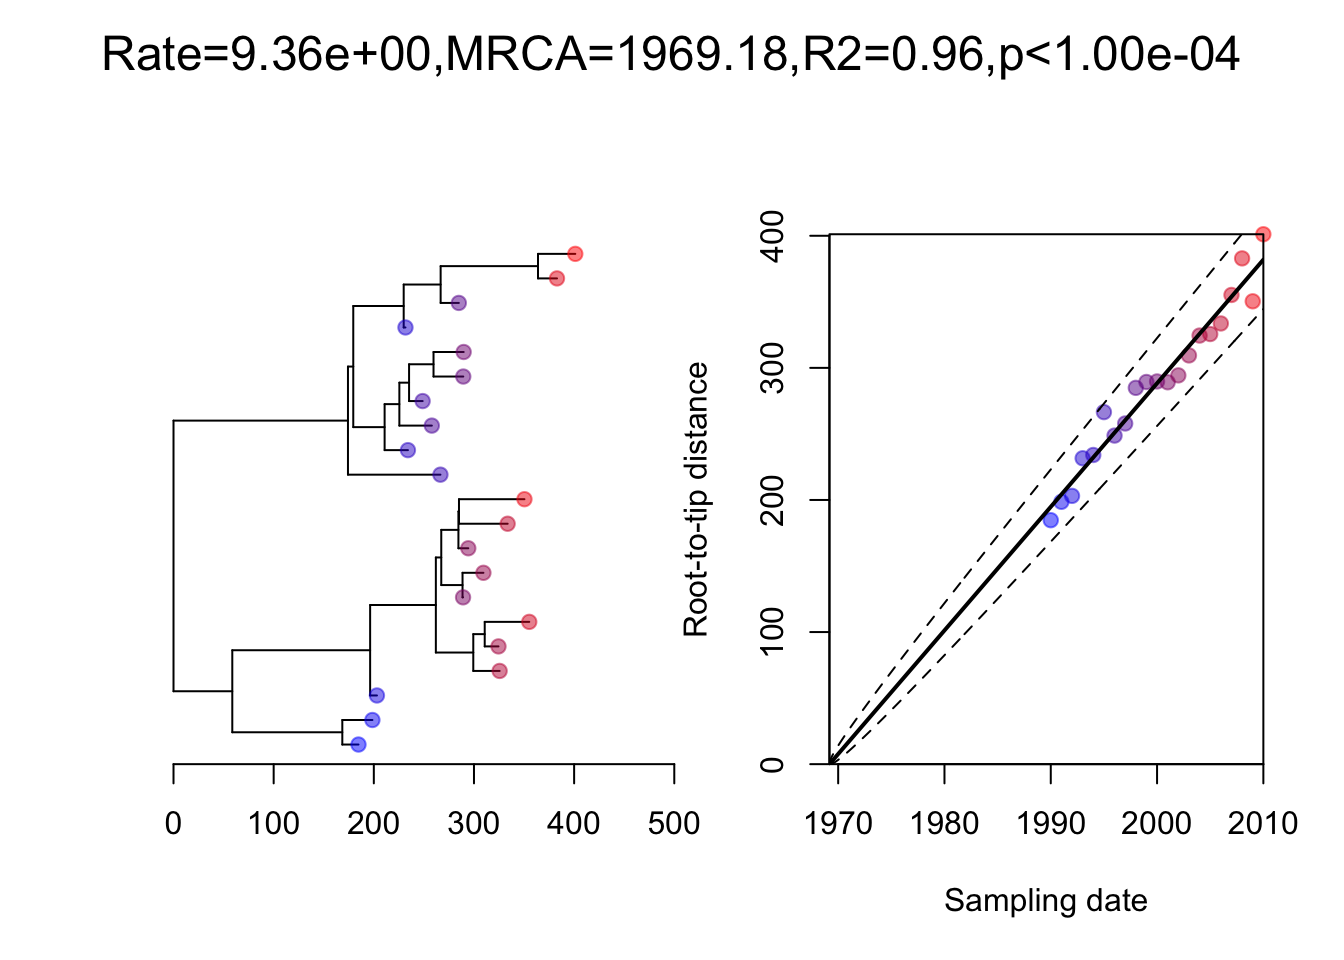 Rate=9.36e+00,MRCA=1969.18,R2=0.96,p<1.00e-04
0 100 200 300 400 500
Root-to-tip distance
0 100 200 300 400
1970 1980 1990 2000 2010
Sampling date